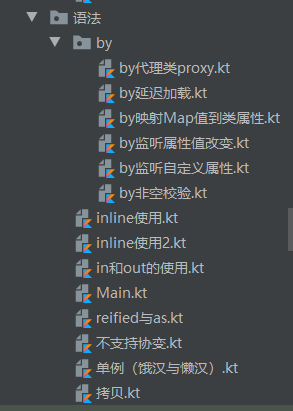 语法
by
by代理类proxy.kt
by延迟加载.kt
by映射Map值到类属性.kt
by监听属性值改变.kt
by监听自定义属性.kt
by非空校验.kt
inline使用.kt
inline使用2.kt
in和out的使用.kt
Main.kt
reified与as.kt
不支持协变.kt
单例（饿汉与懒汉）.kt
拷贝.kt